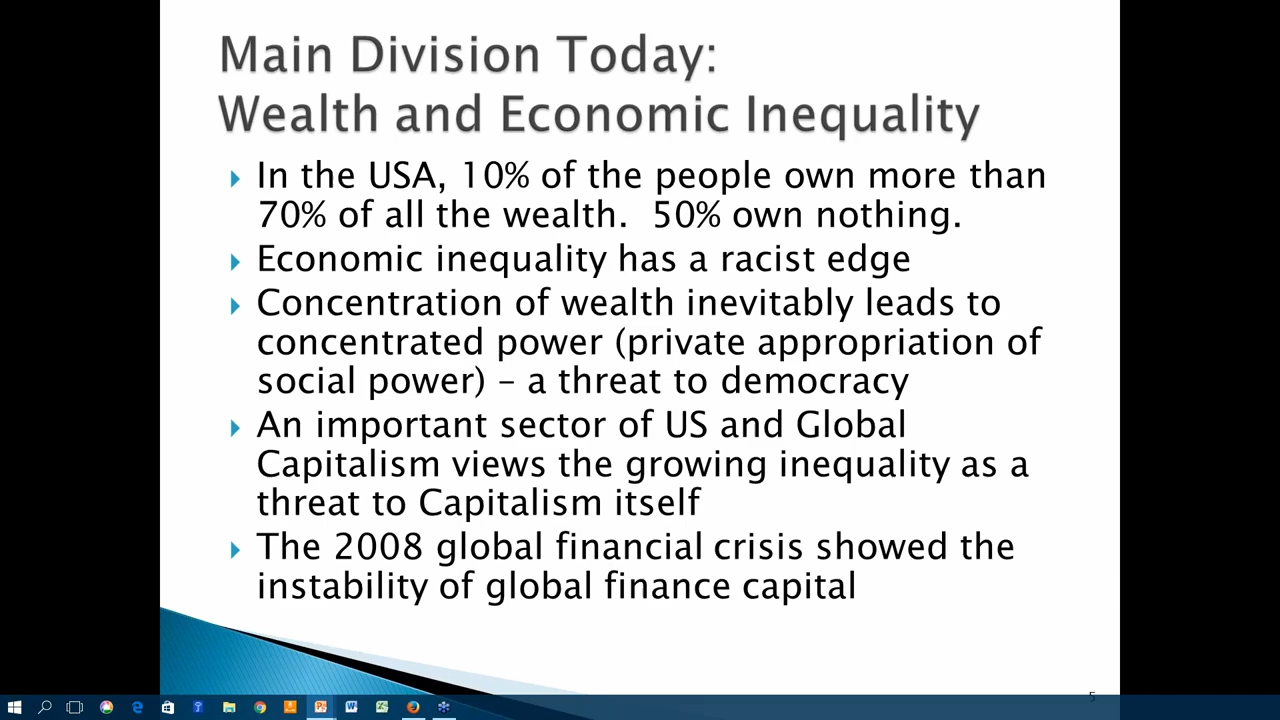 Main Division Today:
Wealth and Economic Inequality
In the USA, 10% of the people own more than
70% of all the wealth.  50% own nothing.
Economic inequality has a racist edge
Concentration of wealth inevitably leads to
concentrated power (private appropriation of
social power) – a threat to democracy
An important sector of US and Global
Capitalism views the growing inequality as a
threat to Capitalism itself
The 2008 global financial crisis showed the
instability of global finance capital
5